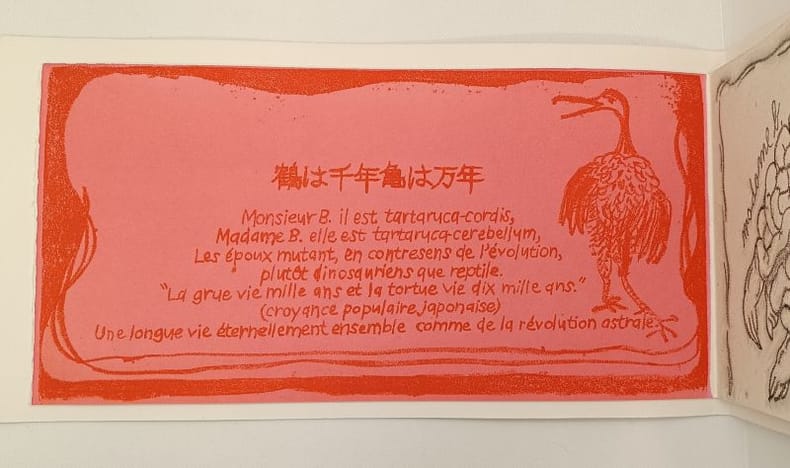 鶴は千年亀は万年
Monsieur B. il est tartaruca-cordis,
Madame B. elle est tartaruca-cerebellym,
Les époux mutant, en contresens de l'évolution,
plutôt dinosauriens que reptile.
"La grue vie mille ans et la tortue vie dix mille ans."
(croyance populaire japonaise)
Une longue vie éternellement ensemble comme de la révolution astrale.
madame